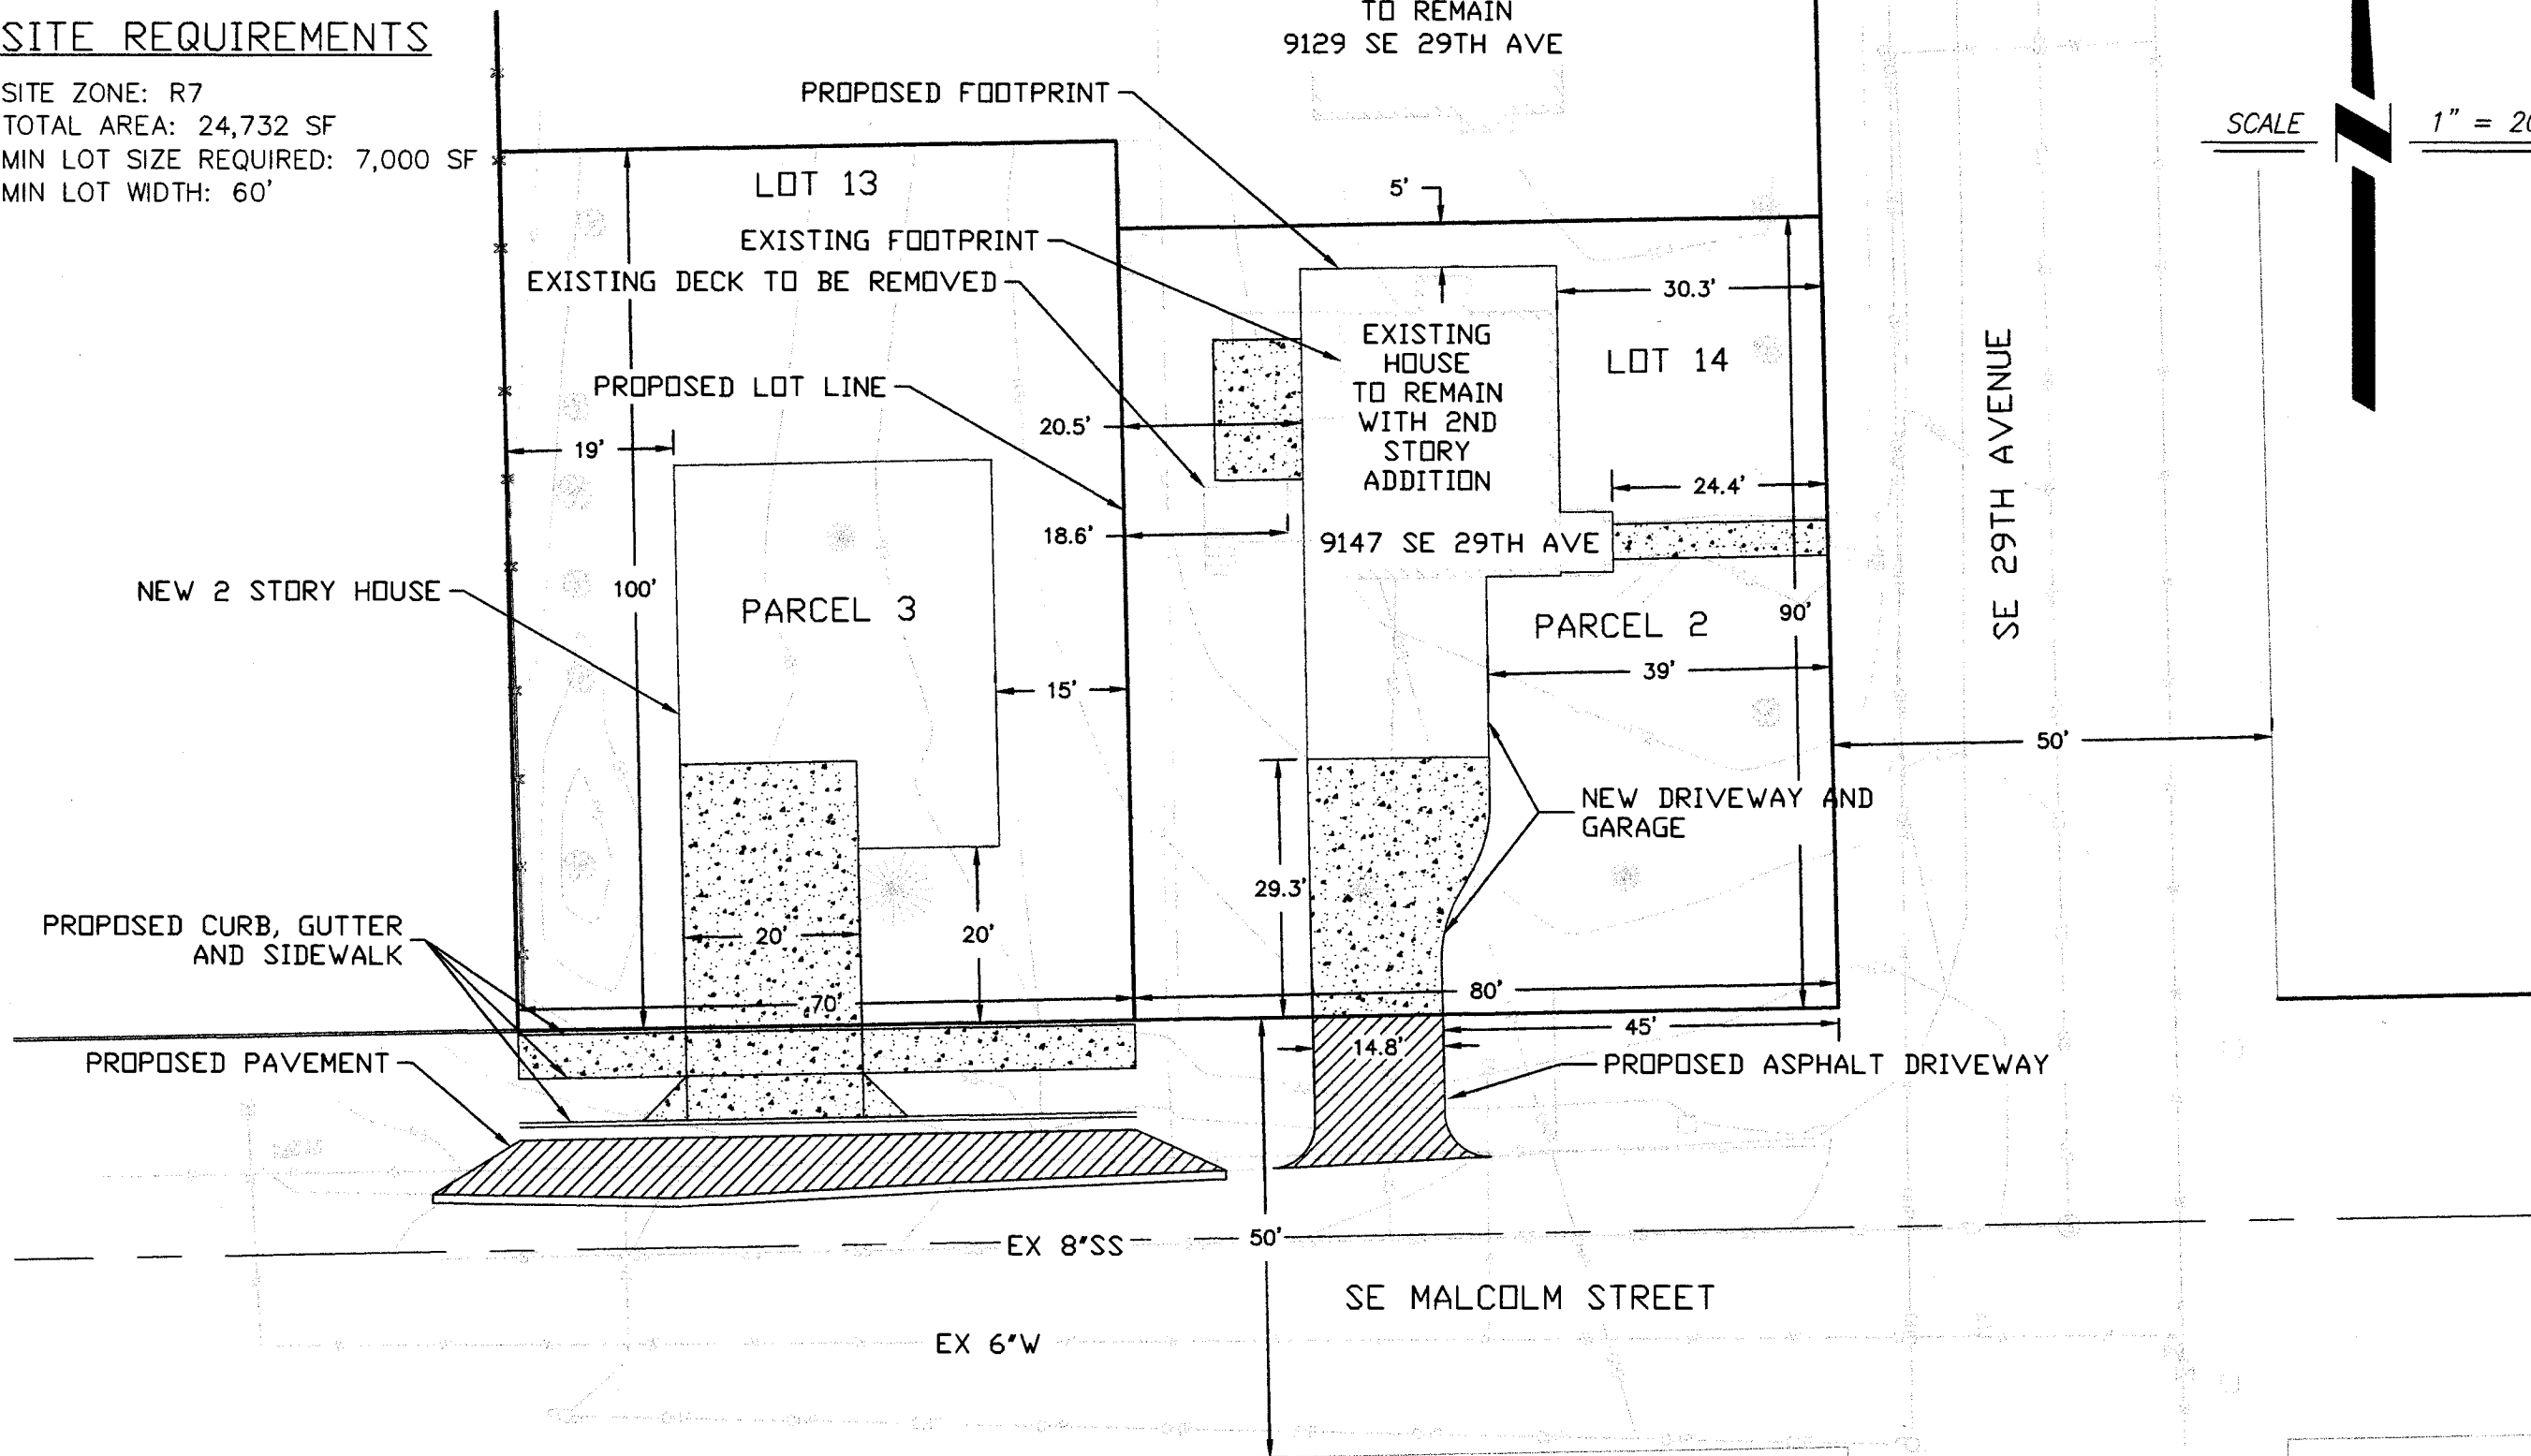 SITE REQUIREMENTS
SITE ZONE: R7
TOTAL AREA: 24,732 SF
MIN LOT SIZE REQUIRED: 7,000 SF
MIN LOT WIDTH: 60'
TO REMAIN
9129 SE 29TH AVE
PROPOSED FOOTPRINT
SCALE
1" = 20
LOT 13
5'
EXISTING FOOTPRINT
EXISTING DECK TO BE REMOVED
30.3'
EXISTING
HOUSE
TO REMAIN
WITH 2ND
STORY
ADDITION
LOT 14
PROPOSED LOT LINE
20.5'
19'
24.4'
18.6'
9147 SE 29TH AVE
SE 29TH AVENUE
NEW 2 STORY HOUSE
100'
PARCEL 3
PARCEL 2
90'
39'
15'
50'
NEW DRIVEWAY AND
GARAGE
29.3'
PROPOSED CURB, GUTTER
AND SIDEWALK
20'
20'
70'
80'
45'
14.8'
PROPOSED PAVEMENT
PROPOSED ASPHALT DRIVEWAY
EX 8"SS
50'
SE MALCOLM STREET
EX 6"W